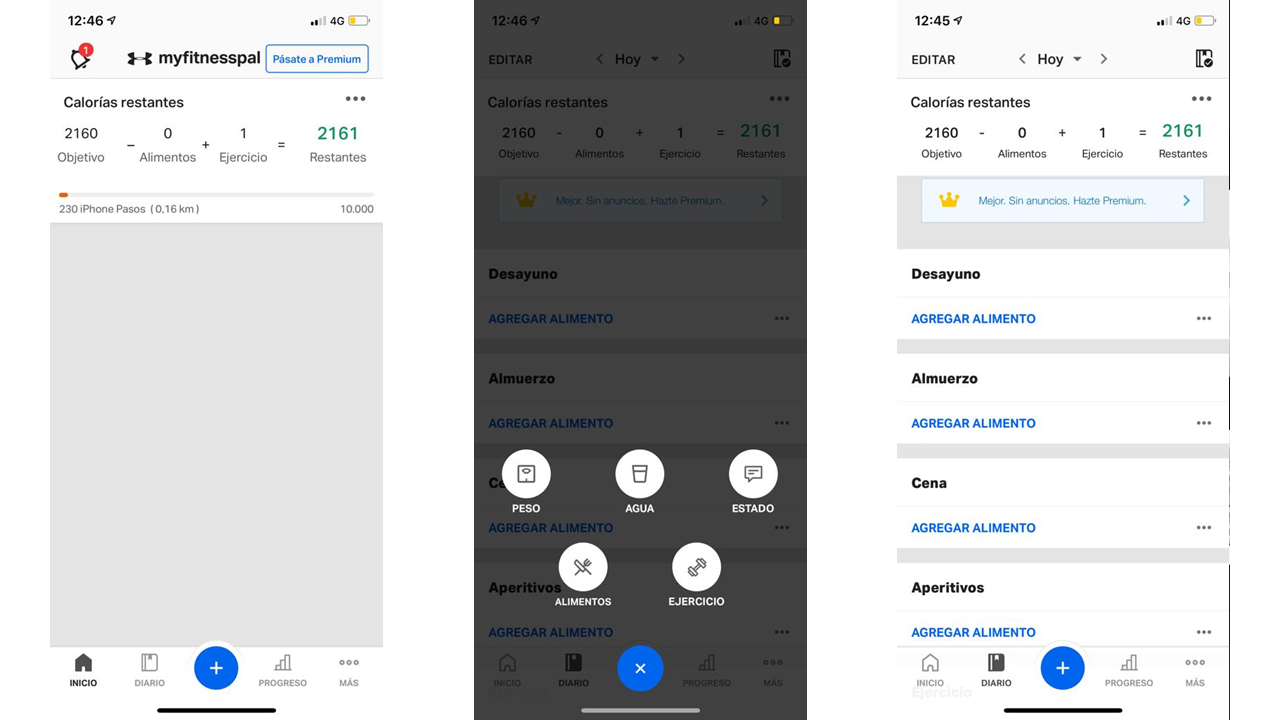 12:46 4G
1 myfitnesspal Pásate a Premium
Calorías restantes
2160 - 0 + 1 = 2161
Objetivo Alimentos Ejercicio Restantes
230 iPhone Pasos (0,16 km) 10.000
INICIO DIARIO + PROGRESO MÁS
12:46 4G
EDITAR < Hoy >
Calorías restantes
2160 - 0 + 1 = 2161
Objetivo Alimentos Ejercicio Restantes
Mejor. Sin anuncios. Hazte Premium. >
Desayuno
AGREGAR ALIMENTO
Almuerzo
AGREGAR ALIMENTO
Ce
PESO AGUA ESTADO
AGREGAR ALIMENTO
Aperitivos
ALIMENTOS EJERCICIO
AGREGAR ALIMENTO
INICIO DIARIO × PROGRESO MÁS
Ejercicio
12:45 4G
EDITAR < Hoy >
Calorías restantes
2160 - 0 + 1 = 2161
Objetivo Alimentos Ejercicio Restantes
Mejor. Sin anuncios. Hazte Premium. >
Desayuno
AGREGAR ALIMENTO
Almuerzo
AGREGAR ALIMENTO
Cena
AGREGAR ALIMENTO
Aperitivos
AGREGAR ALIMENTO
INICIO DIARIO + PROGRESO MÁS
Ejercicio